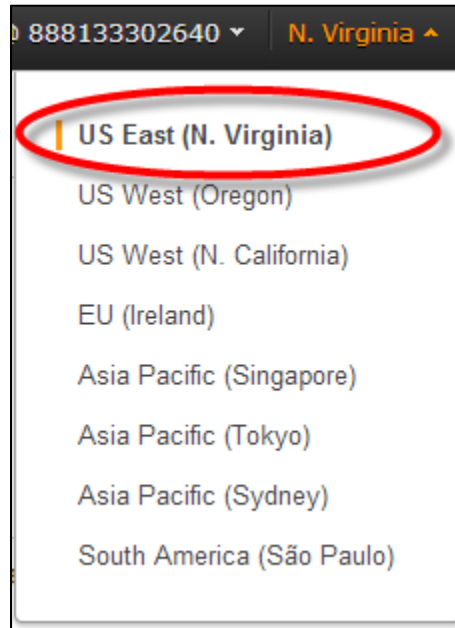 888133302640 N. Virginia
US East (N. Virginia)
US West (Oregon)
US West (N. California)
EU (Ireland)
Asia Pacific (Singapore)
Asia Pacific (Tokyo)
Asia Pacific (Sydney)
South America (São Paulo)